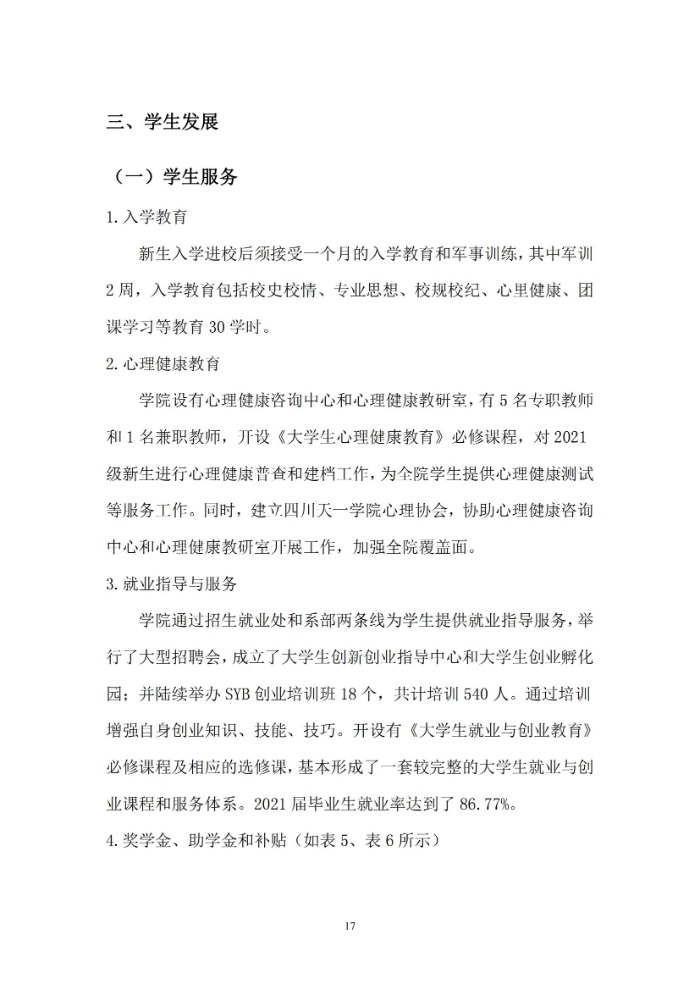 三、学生发展
（一）学生服务
1.入学教育
新生入学进校后须接受一个月的入学教育和军事训练，其中军训
2 周，入学教育包括校史校情、专业思想、校规校纪、心里健康、团
课学习等教育 30 学时。
2.心理健康教育
学院设有心理健康咨询中心和心理健康教研室，有 5 名专职教师
和 1 名兼职教师，开设《大学生心理健康教育》必修课程，对 2021
级新生进行心理健康普查和建档工作，为全院学生提供心理健康测试
等服务工作。同时，建立四川天一学院心理协会，协助心理健康咨询
中心和心理健康教研室开展工作，加强全院覆盖面。
3.就业指导与服务
学院通过招生就业处和系部两条线为学生提供就业指导服务，举
行了大型招聘会，成立了大学生创新创业指导中心和大学生创业孵化
园；并陆续举办 SYB 创业培训班 18 个，共计培训 540 人。通过培训
增强自身创业知识、技能、技巧。开设有《大学生就业与创业教育》
必修课程及相应的选修课，基本形成了一套较完整的大学生就业与创
业课程和服务体系。2021 届毕业生就业率达到了 86.77%。
4.奖学金、助学金和补贴（如表 5、表 6 所示）
17